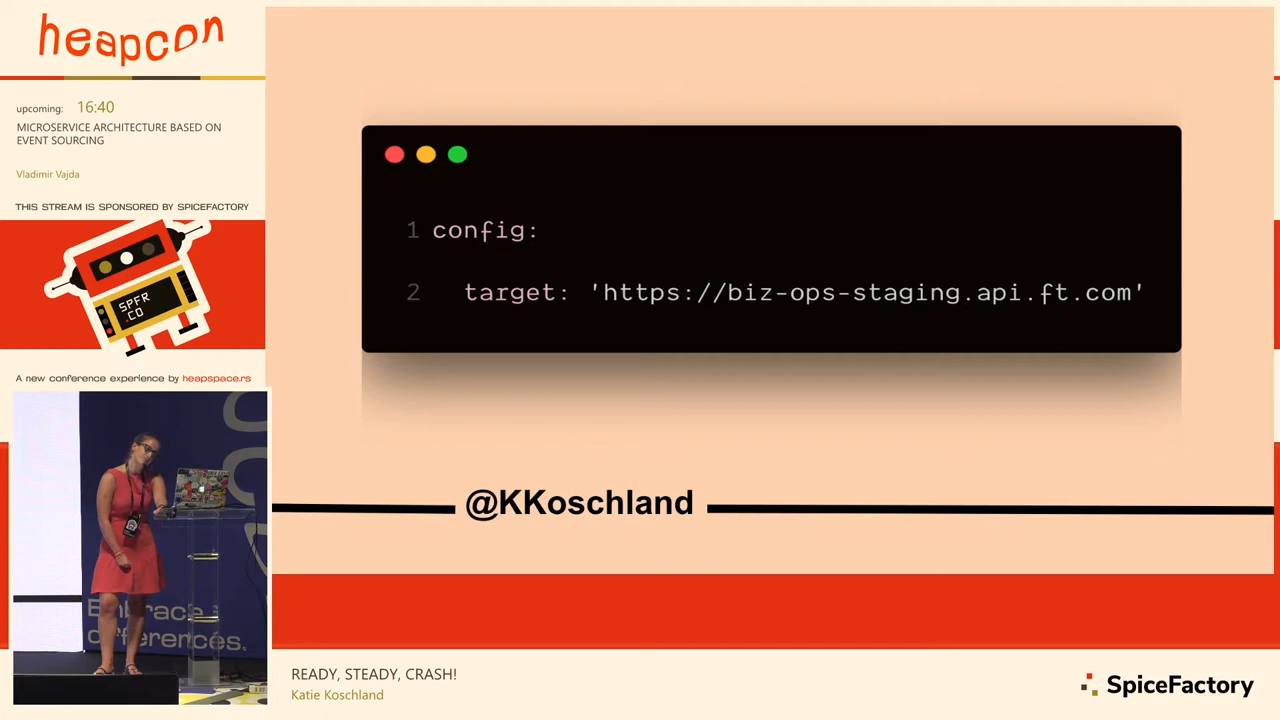 heapcon
upcoming: 16:40
MICROSERVICE ARCHITECTURE BASED ON
EVENT SOURCING
Vladimir Vajda
THIS STREAM IS SPONSORED BY SPICEFACTORY
SPFR
.CO
A new conference experience by heapspace.rs
1 config:
2 target: 'https://biz-ops-staging.api.ft.com'
@KKoschland
Embrace
differences.
READY, STEADY, CRASH!
Katie Koschland
SpiceFactory